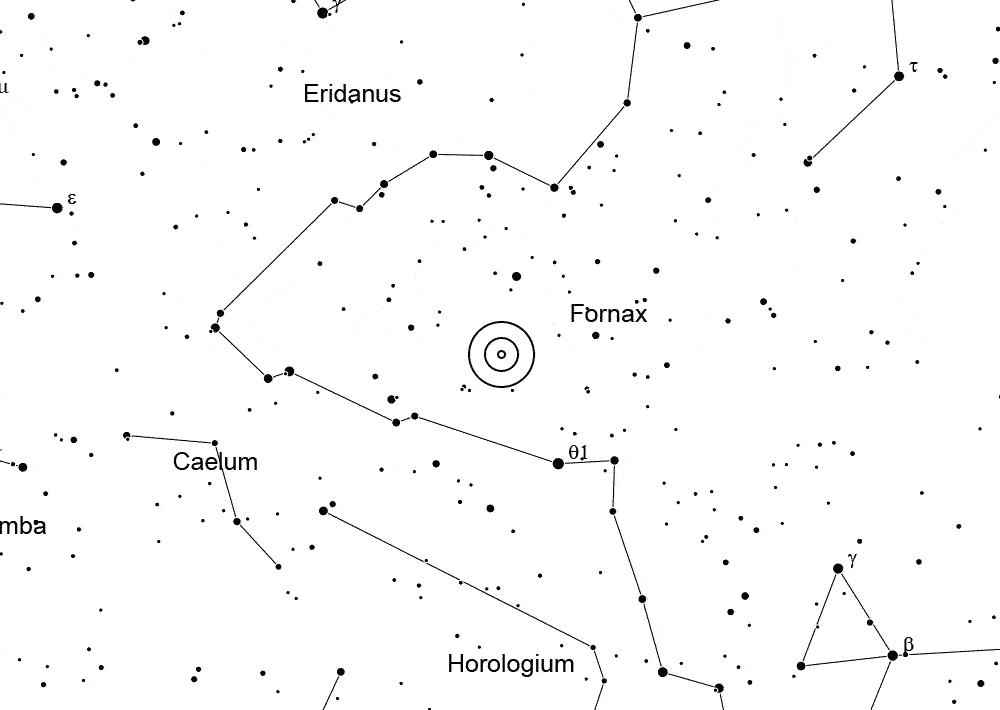 γ
τ
μ
Eridanus
ε
Fornax
θ1
Caelum
mba
γ
β
Horologium